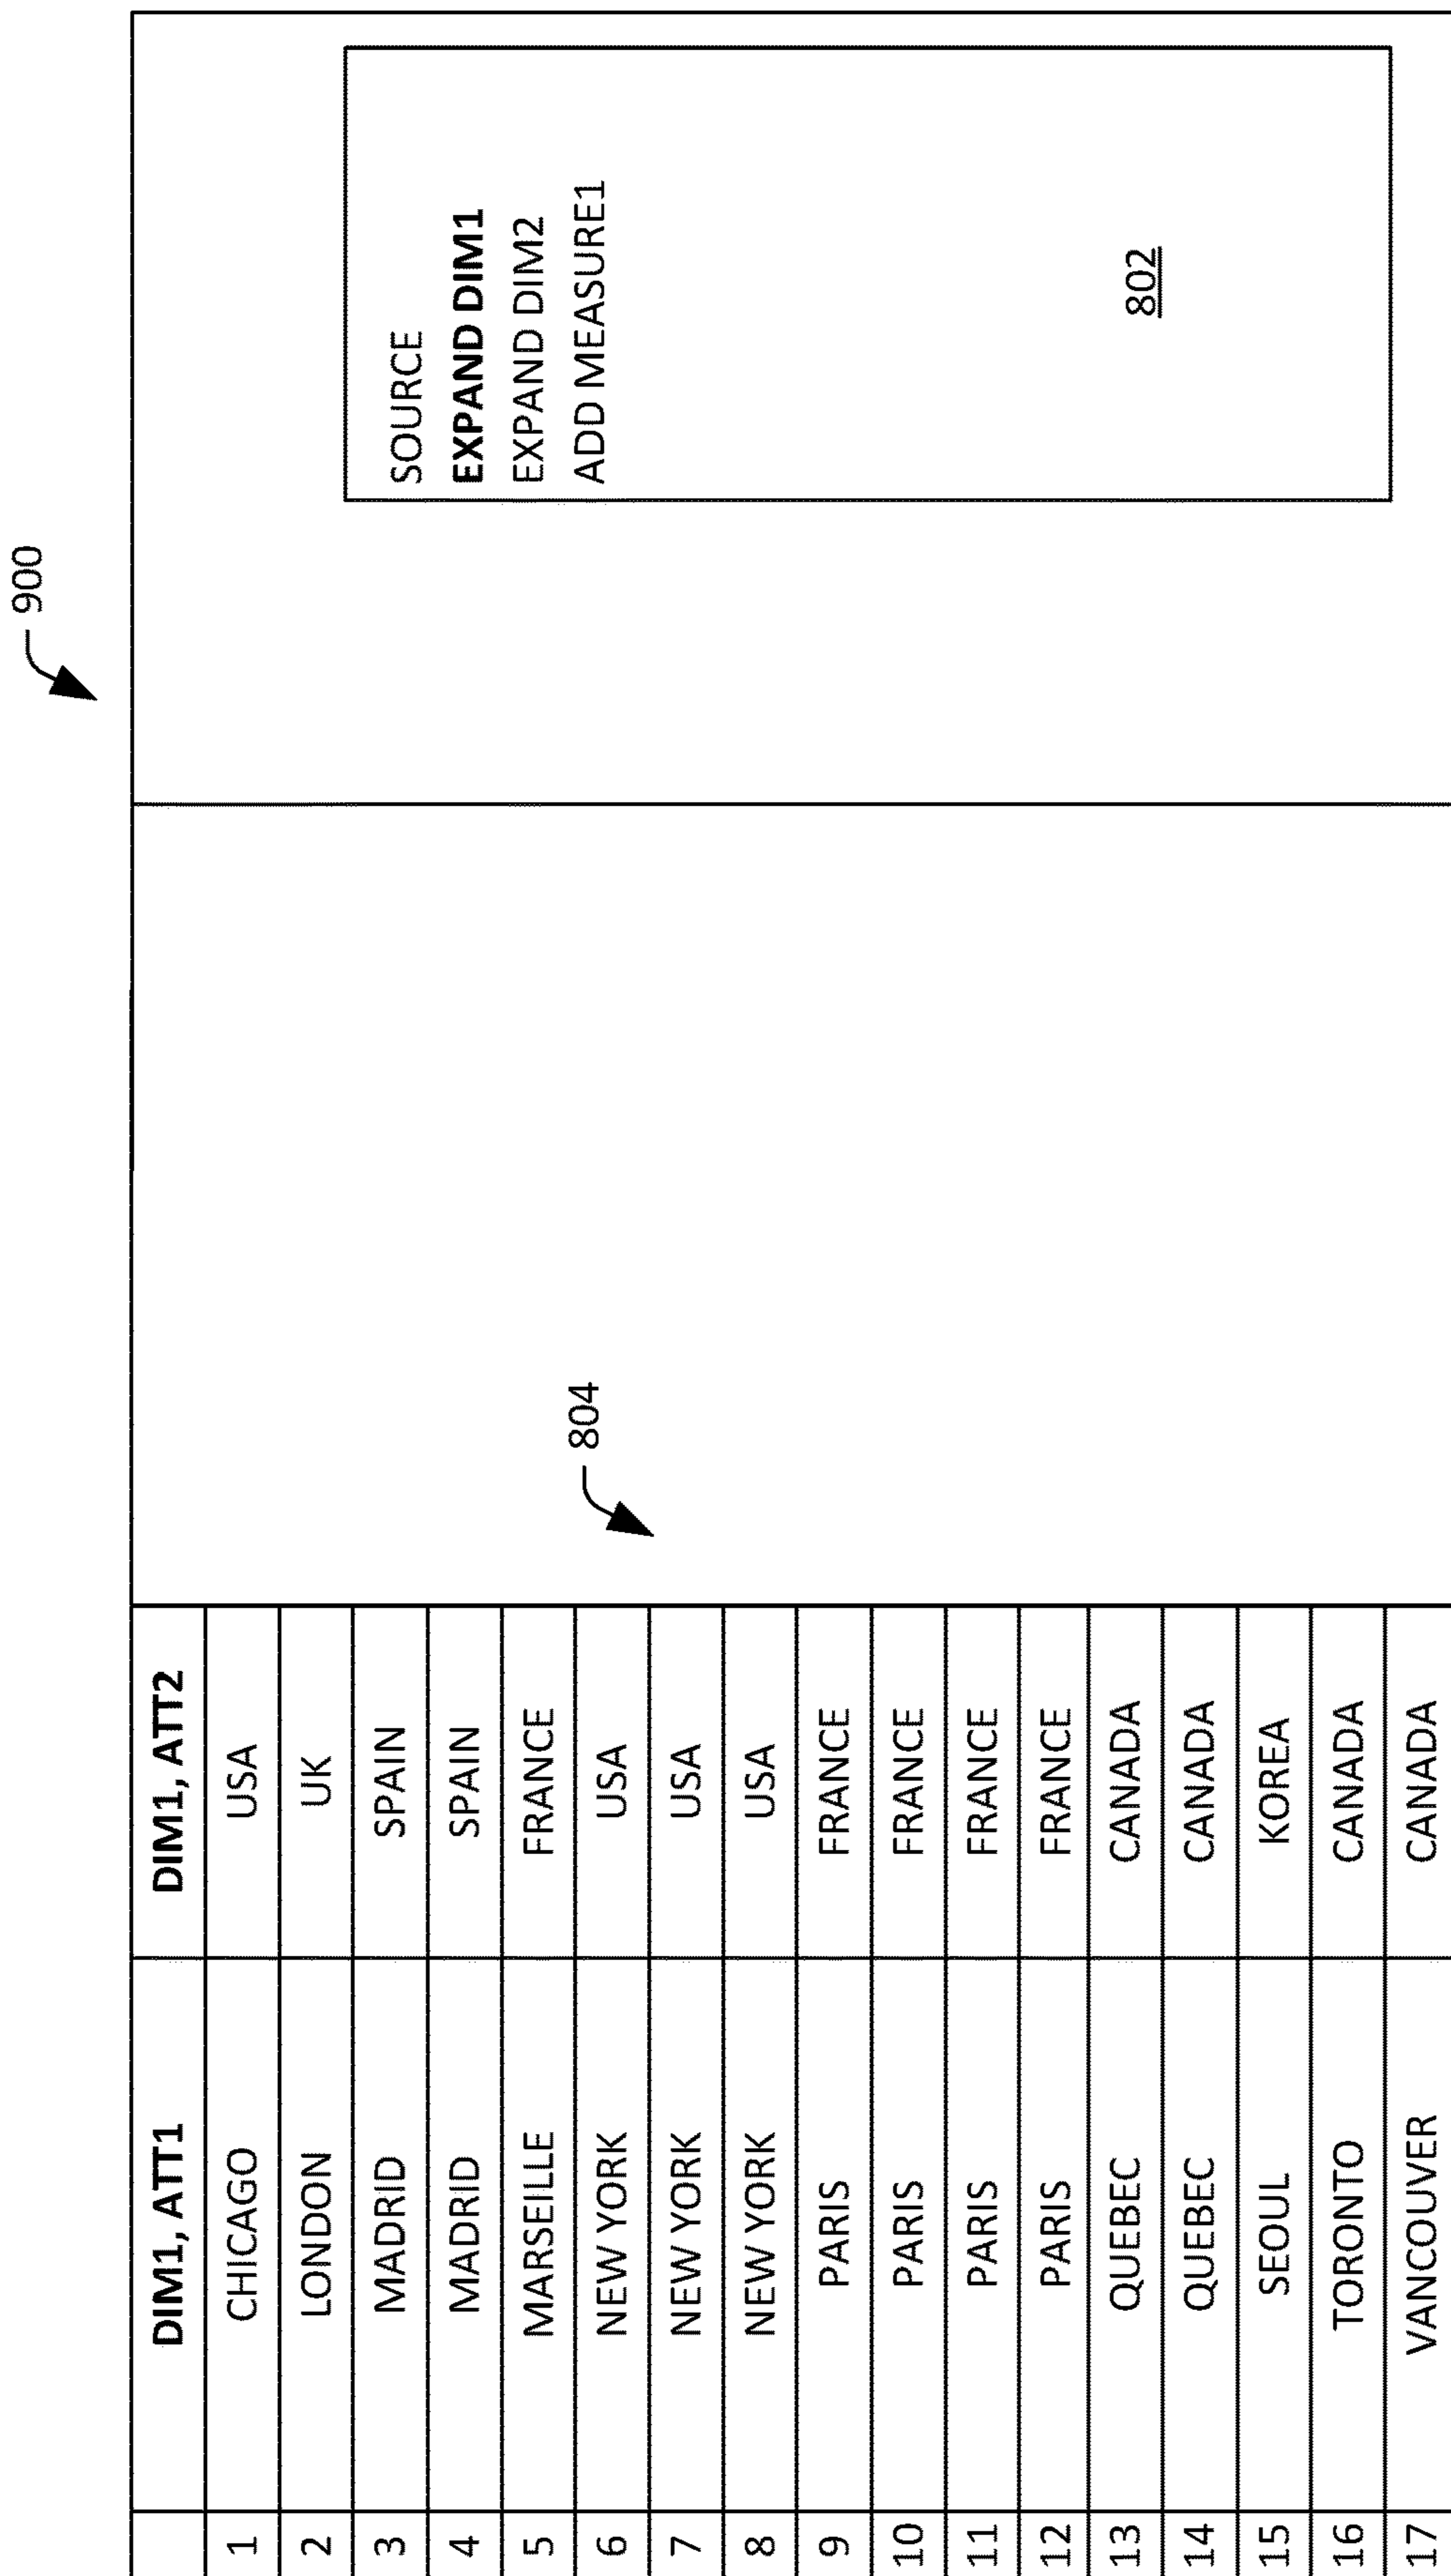 900
DIM1, ATT1 DIM1, ATT2
1 CHICAGO USA
2 LONDON UK
3 MADRID SPAIN
4 MADRID SPAIN
5 MARSEILLE FRANCE
6 NEW YORK USA
7 NEW YORK USA
8 NEW YORK USA
9 PARIS FRANCE
10 PARIS FRANCE
11 PARIS FRANCE
12 PARIS FRANCE
13 QUEBEC CANADA
14 QUEBEC CANADA
15 SEOUL KOREA
16 TORONTO CANADA
17 VANCOUVER CANADA
804
SOURCE
EXPAND DIM1
EXPAND DIM2
ADD MEASURE1
802